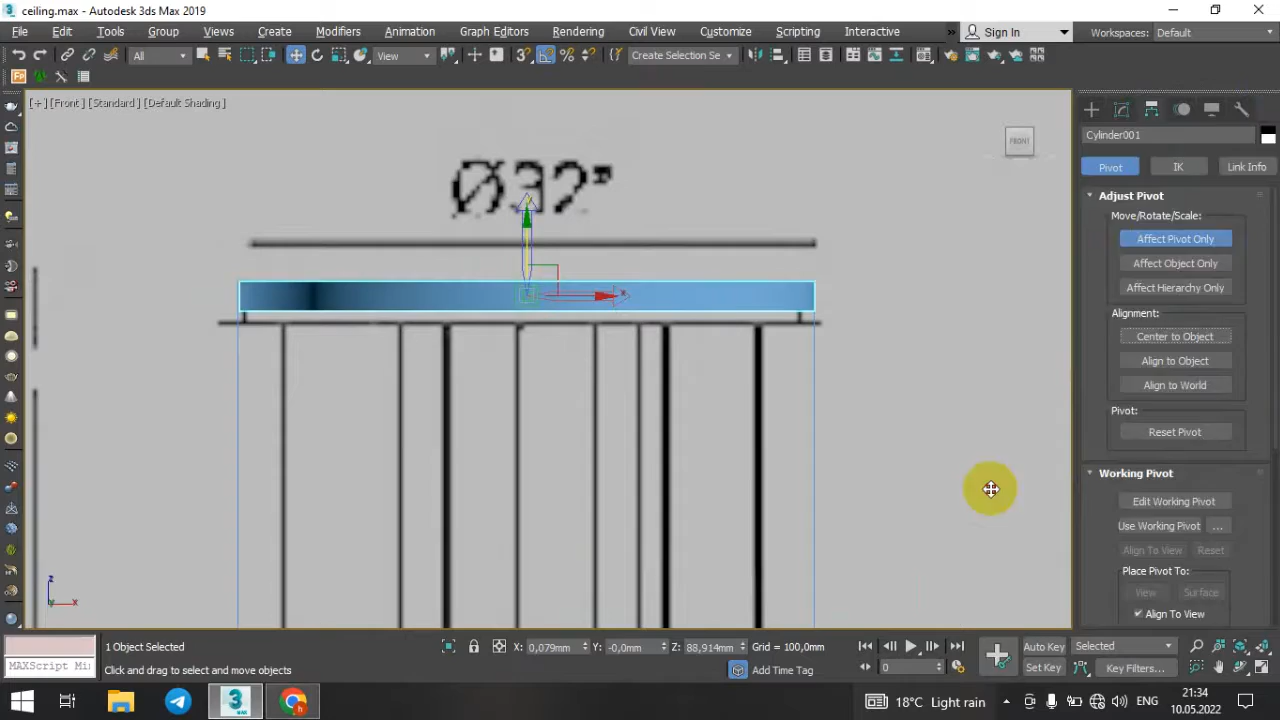 ceiling.max - Autodesk 3ds Max 2019
File Edit Tools Group Views Create Modifiers Animation Graph Editors Rendering Civil View Customize Scripting Interactive Sign In Workspaces: Default
All View Create Selection Se
[+] [Front] [Standard] [Default Shading]
FRONT
Ø32"
Cylinder001
Pivot IK Link Info
Adjust Pivot
Move/Rotate/Scale:
Affect Pivot Only
Affect Object Only
Affect Hierarchy Only
Alignment:
Center to Object
Align to Object
Align to World
Pivot:
Reset Pivot
Working Pivot
Edit Working Pivot
Use Working Pivot ...
Align To View Reset
Place Pivot To:
View Surface
Align To View
z
x
1 Object Selected X: 0,079mm Y: -0,0mm Z: 88,914mm Grid = 100,0mm Auto Key Selected
MAXScript Mi Click and drag to select and move objects Add Time Tag 0 Set Key Key Filters...
18°C Light rain ENG 21:34
10.05.2022